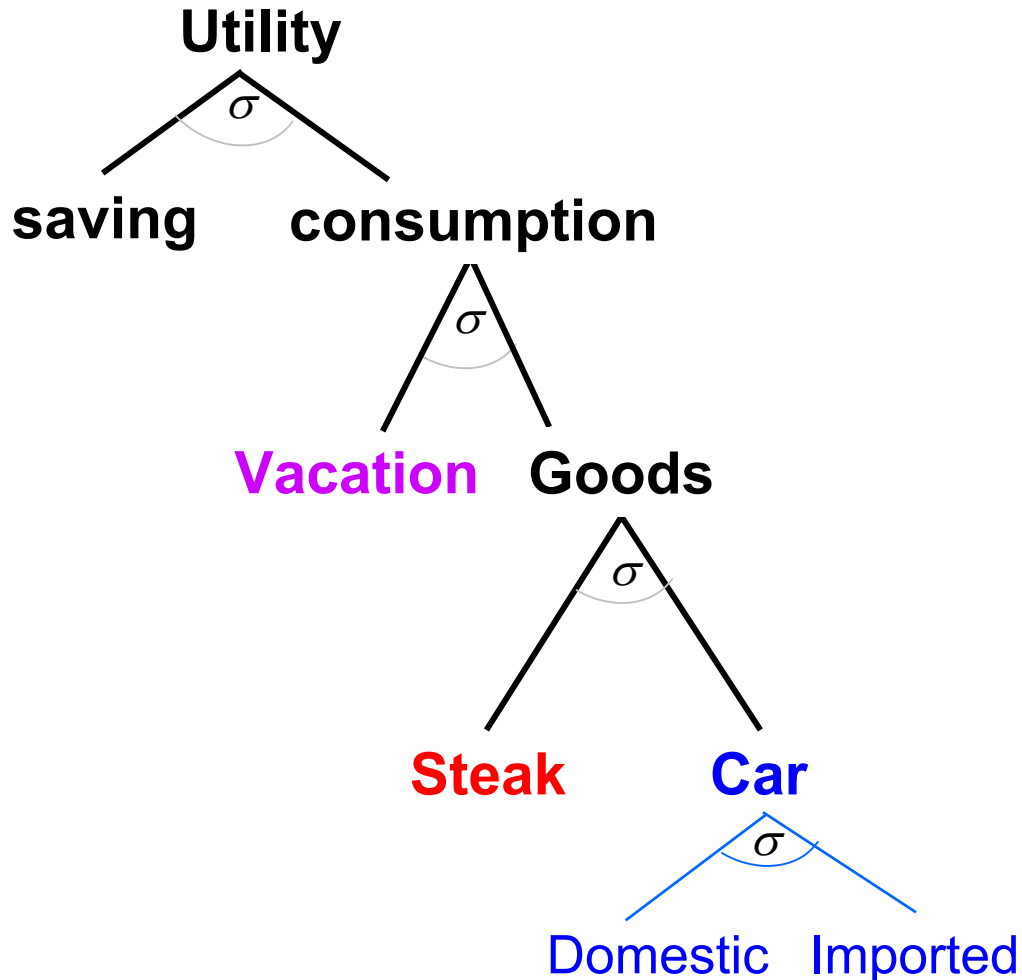 Utility
σ
saving consumption
σ
Vacation Goods
σ
Steak Car
σ
Domestic Imported